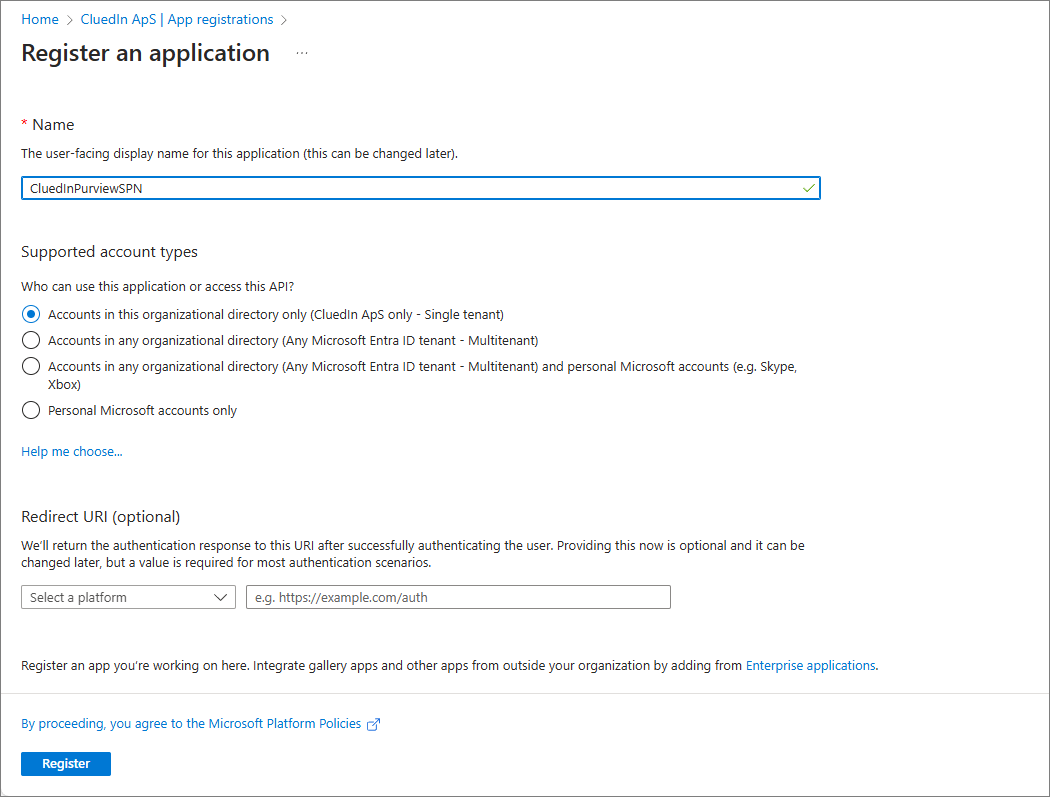 Home > CluedIn ApS | App registrations >
Register an application ...
* Name
The user-facing display name for this application (this can be changed later).
CluedInPurviewSPN
Supported account types
Who can use this application or access this API?
Accounts in this organizational directory only (CluedIn ApS only - Single tenant)
Accounts in any organizational directory (Any Microsoft Entra ID tenant - Multitenant)
Accounts in any organizational directory (Any Microsoft Entra ID tenant - Multitenant) and personal Microsoft accounts (e.g. Skype,
Xbox)
Personal Microsoft accounts only
Help me choose...
Redirect URI (optional)
We'll return the authentication response to this URI after successfully authenticating the user. Providing this now is optional and it can be
changed later, but a value is required for most authentication scenarios.
Select a platform e.g. https://example.com/auth
Register an app you're working on here. Integrate gallery apps and other apps from outside your organization by adding from Enterprise applications.
By proceeding, you agree to the Microsoft Platform Policies
Register